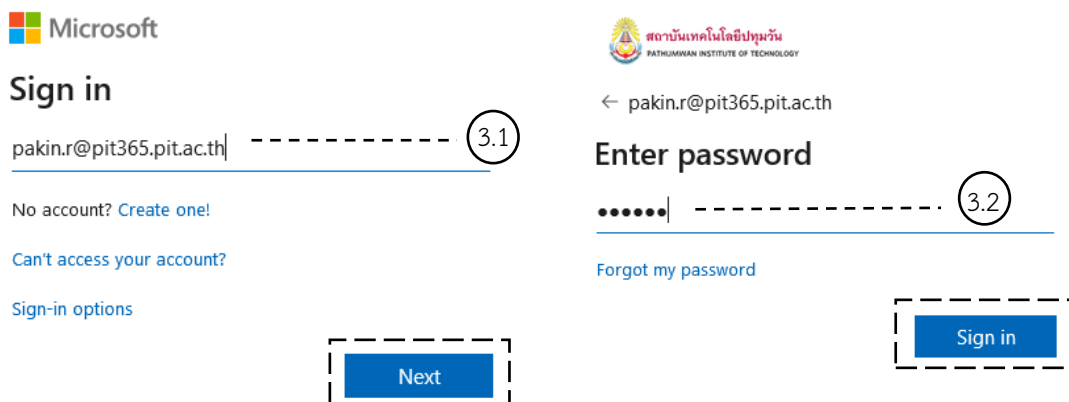 Microsoft
Sign in
pakin.r@pit365.pit.ac.th
3.1
No account? Create one!
Can't access your account?
Sign-in options
Next
สถาบันเทคโนโลยีปทุมวัน
PATHUMWAN INSTITUTE OF TECHNOLOGY
← pakin.r@pit365.pit.ac.th
Enter password
••••••
3.2
Forgot my password
Sign in